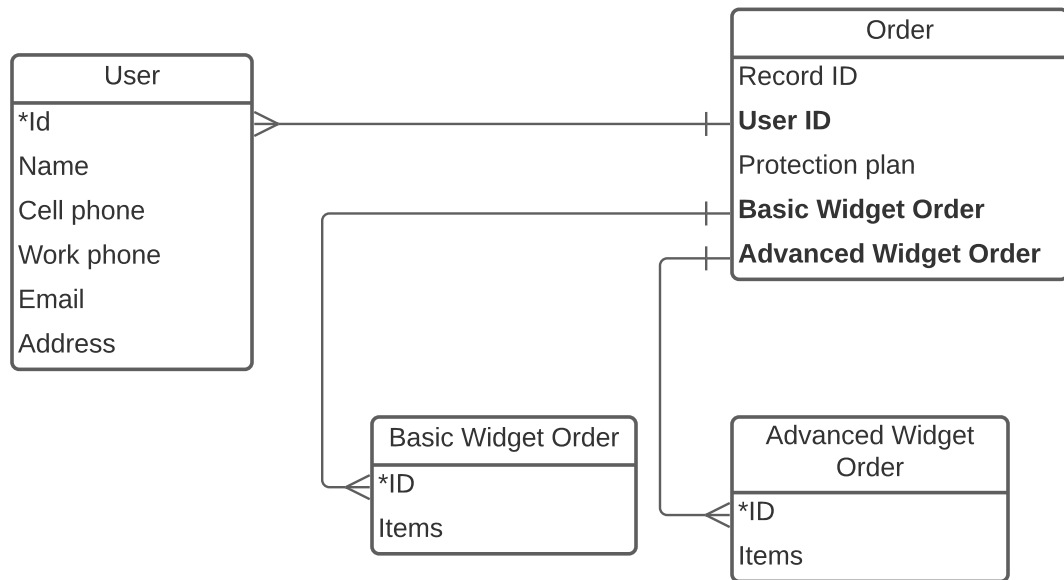 User
*Id
Name
Cell phone
Work phone
Email
Address
Order
Record ID
User ID
Protection plan
Basic Widget Order
Advanced Widget Order
Basic Widget Order
*ID
Items
Advanced Widget
Order
*ID
Items